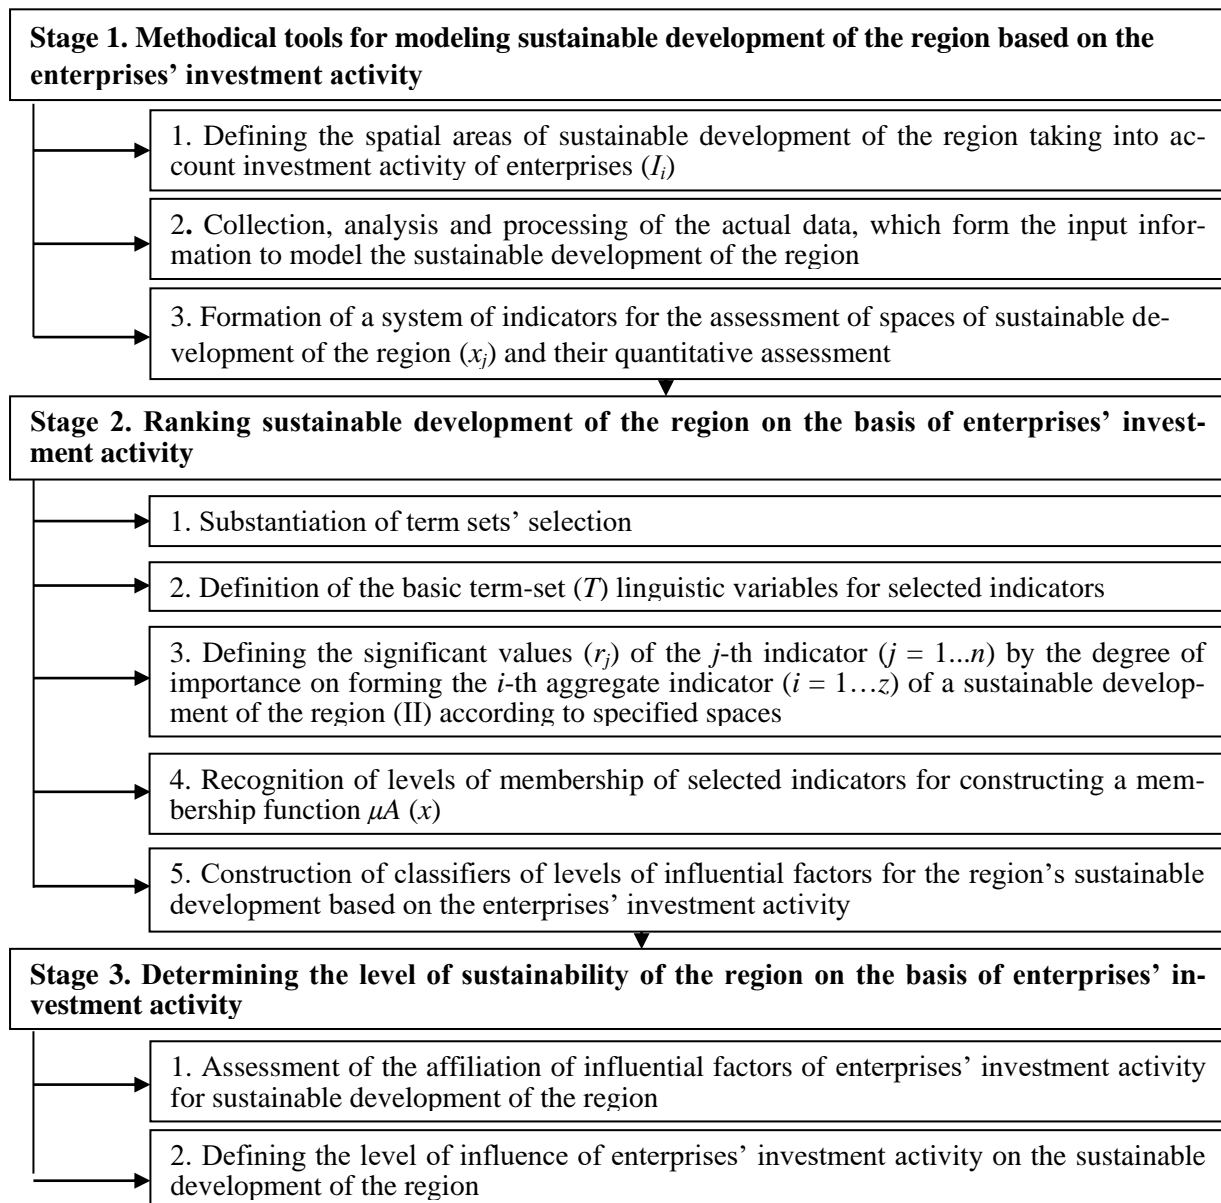 Stage 1. Methodical tools for modeling sustainable development of the region based on the
enterprises’ investment activity
1. Defining the spatial areas of sustainable development of the region taking into ac-
count investment activity of enterprises (Iᵢ)
2. Collection, analysis and processing of the actual data, which form the input infor-
mation to model the sustainable development of the region
3. Formation of a system of indicators for the assessment of spaces of sustainable de-
velopment of the region (xⱼ) and their quantitative assessment
Stage 2. Ranking sustainable development of the region on the basis of enterprises’ invest-
ment activity
1. Substantiation of term sets’ selection
2. Definition of the basic term-set (T) linguistic variables for selected indicators
3. Defining the significant values (rⱼ) of the j-th indicator (j = 1...n) by the degree of
importance on forming the i-th aggregate indicator (i = 1…z) of a sustainable develop-
ment of the region (II) according to specified spaces
4. Recognition of levels of membership of selected indicators for constructing a mem-
bership function μA (x)
5. Construction of classifiers of levels of influential factors for the region’s sustainable
development based on the enterprises’ investment activity
Stage 3. Determining the level of sustainability of the region on the basis of enterprises’ in-
vestment activity
1. Assessment of the affiliation of influential factors of enterprises’ investment activity
for sustainable development of the region
2. Defining the level of influence of enterprises’ investment activity on the sustainable
development of the region